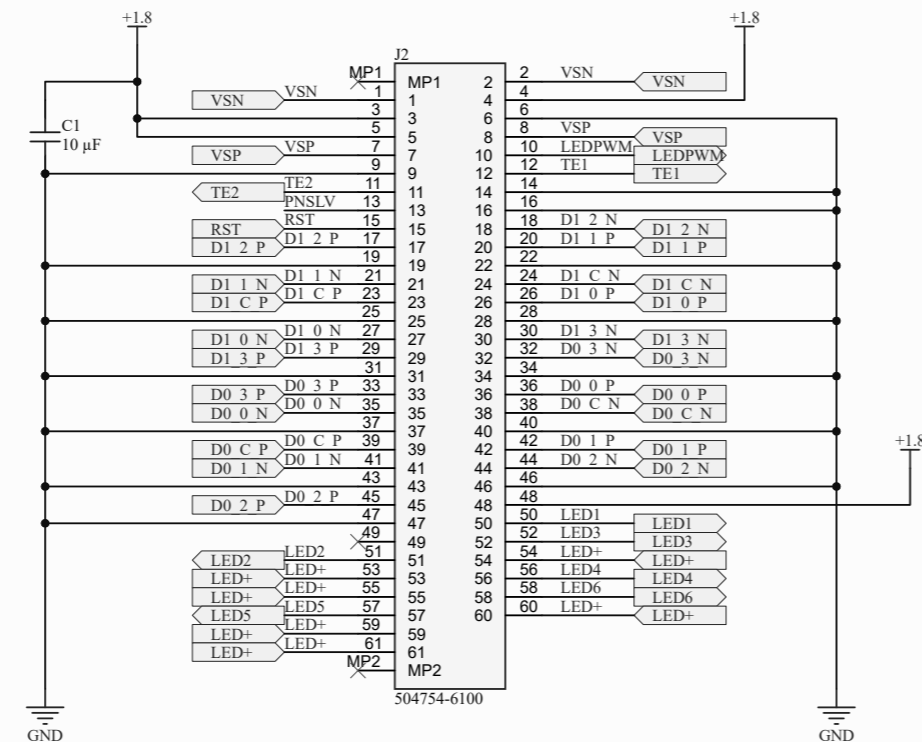 +1.8 +1.8
J2
MP1 MP1 2 2 VSN VSN
VSN VSN 1 1 4 4
3 3 6 6
C1
10 µF
5 5 8 8 VSP VSP
VSP VSP 7 7 10 10 LEDPWM LEDPWM
9 9 12 12 TE1 TE1
TE2 TE2 11 11 14 14
PNSLV 13 13 16 16
RST RST 15 15 18 18 D1_2_N D1_2_N
D1_2_P D1_2_P 17 17 20 20 D1_1_P D1_1_P
19 19 22 22
D1_1_N D1_1_N 21 21 24 24 D1_C_N D1_C_N
D1_C_P D1_C_P 23 23 26 26 D1_0_P D1_0_P
25 25 28 28
D1_0_N D1_0_N 27 27 30 30 D1_3_N D1_3_N
D1_3_P D1_3_P 29 29 32 32 D0_3_N D0_3_N
31 31 34 34
D0_3_P D0_3_P 33 33 36 36 D0_0_P D0_0_P
D0_0_N D0_0_N 35 35 38 38 D0_C_N D0_C_N
37 37 40 40
D0_C_P D0_C_P 39 39 42 42 D0_1_P D0_1_P +1.8
D0_1_N D0_1_N 41 41 44 44 D0_2_N D0_2_N
43 43 46 46
D0_2_P D0_2_P 45 45 48 48
47 47 50 50 LED1 LED1
49 49 52 52 LED3 LED3
LED2 LED2 51 51 54 54 LED+ LED+
LED+ LED+ 53 53 56 56 LED4 LED4
LED+ LED+ 55 55 58 58 LED6 LED6
LED5 LED5 57 57 60 60 LED+ LED+
LED+ LED+ 59 59
LED+ LED+ 61 61
MP2 MP2
504754-6100
GND GND